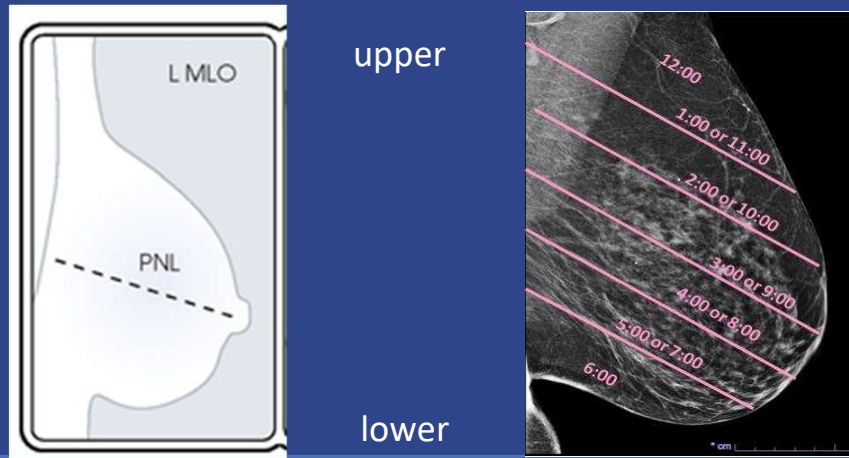 L MLO
PNL
upper
lower
12:00
1:00 or 11:00
2:00 or 10:00
3:00 or 9:00
4:00 or 8:00
5:00 or 7:00
6:00
* cm